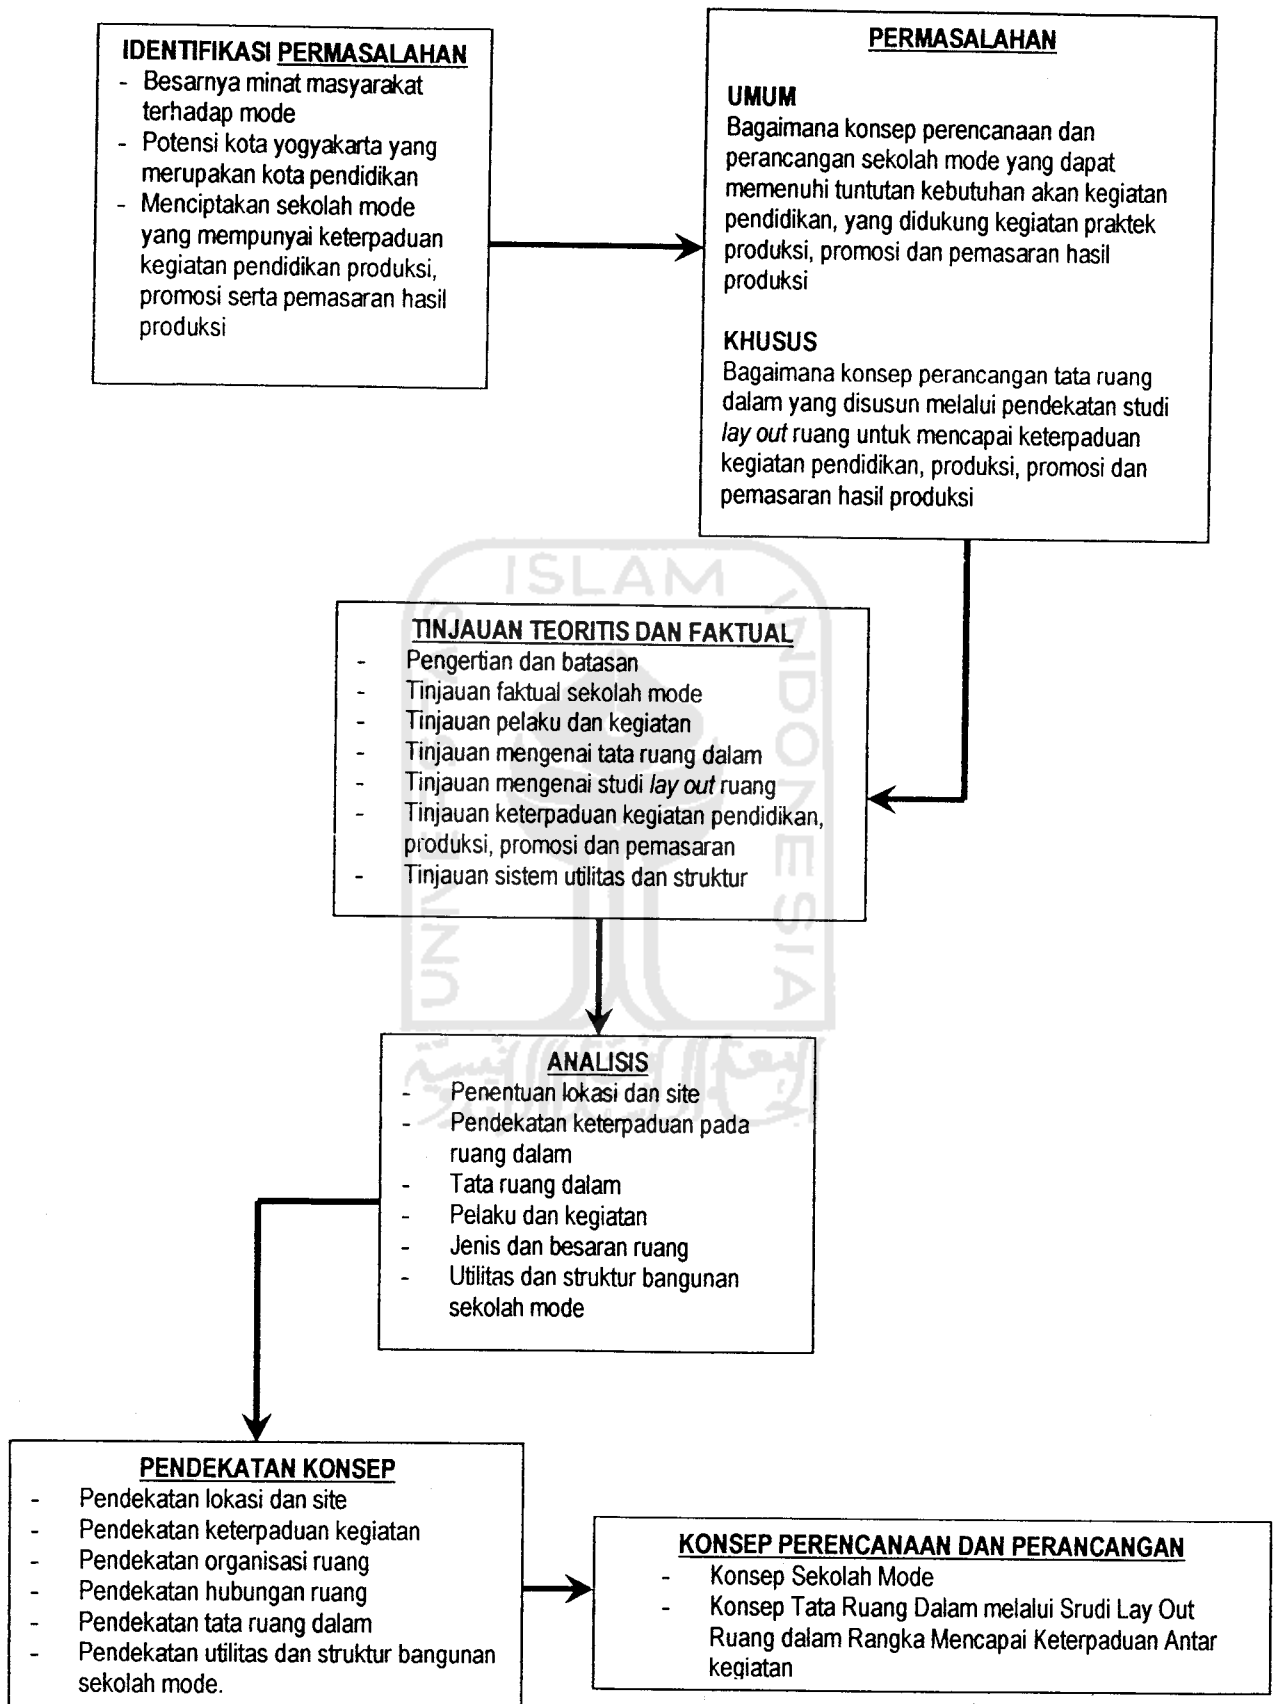 IDENTIFIKASI PERMASALAHAN
- Besarnya minat masyarakat
terhadap mode
- Potensi kota yogyakarta yang
merupakan kota pendidikan
- Menciptakan sekolah mode
yang mempunyai keterpaduan
kegiatan pendidikan produksi,
promosi serta pemasaran hasil
produksi
PERMASALAHAN
UMUM
Bagaimana konsep perencanaan dan
perancangan sekolah mode yang dapat
memenuhi tuntutan kebutuhan akan kegiatan
pendidikan, yang didukung kegiatan praktek
produksi, promosi dan pemasaran hasil
produksi
KHUSUS
Bagaimana konsep perancangan tata ruang
dalam yang disusun melalui pendekatan studi
lay out ruang untuk mencapai keterpaduan
kegiatan pendidikan, produksi, promosi dan
pemasaran hasil produksi
TINJAUAN TEORITIS DAN FAKTUAL
- Pengertian dan batasan
- Tinjauan faktual sekolah mode
- Tinjauan pelaku dan kegiatan
- Tinjauan mengenai tata ruang dalam
- Tinjauan mengenai studi lay out ruang
- Tinjauan keterpaduan kegiatan pendidikan,
produksi, promosi dan pemasaran
- Tinjauan sistem utilitas dan struktur
ANALISIS
- Penentuan lokasi dan site
- Pendekatan keterpaduan pada
ruang dalam
- Tata ruang dalam
- Pelaku dan kegiatan
- Jenis dan besaran ruang
- Utilitas dan struktur bangunan
sekolah mode
PENDEKATAN KONSEP
- Pendekatan lokasi dan site
- Pendekatan keterpaduan kegiatan
- Pendekatan organisasi ruang
- Pendekatan hubungan ruang
- Pendekatan tata ruang dalam
- Pendekatan utilitas dan struktur bangunan
sekolah mode.
KONSEP PERENCANAAN DAN PERANCANGAN
- Konsep Sekolah Mode
- Konsep Tata Ruang Dalam melalui Srudi Lay Out
Ruang dalam Rangka Mencapai Keterpaduan Antar
kegiatan
UNIVERSITAS
ISLAM
INDONESIA